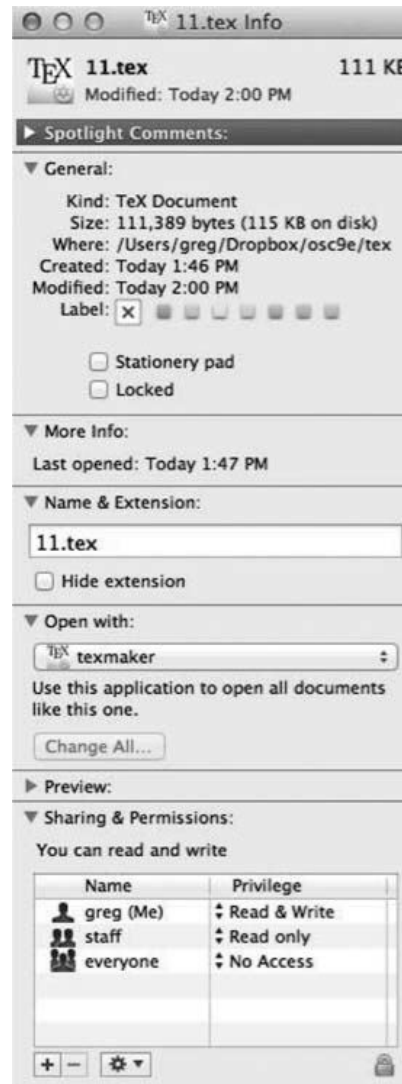 TEX 11.tex Info
TEX 11.tex 111 KB
Modified: Today 2:00 PM
Spotlight Comments:
General:
Kind: TeX Document
Size: 111,389 bytes (115 KB on disk)
Where: /Users/greg/Dropbox/osc9e/tex
Created: Today 1:46 PM
Modified: Today 2:00 PM
Label:
Stationery pad
Locked
More Info:
Last opened: Today 1:47 PM
Name & Extension:
11.tex
Hide extension
Open with:
TEX texmaker
Use this application to open all documents
like this one.
Change All...
Preview:
Sharing & Permissions:
You can read and write
Name Privilege
greg (Me) Read & Write
staff Read only
everyone No Access